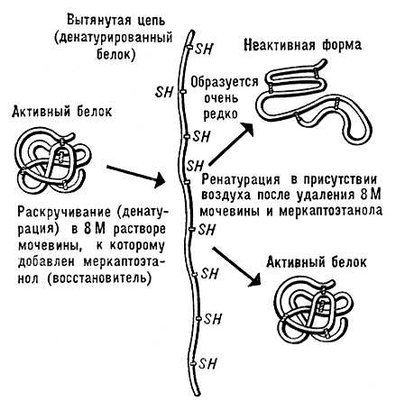 Вытянутая цепь
(денатурированный
белок)
SH
Неактивная форма
SH
Образуется
очень
редко
Активный белок
SH
SH
Раскручивание (денату-
рация) в 8 М растворе
мочевины, к которому
добавлен меркаптоэта-
нол (восстановитель)
Ренатурация в присутствии
воздуха после удаления 8 М
мочевины и меркаптоэтанола
SH
Активный белок
SH
SH
SH